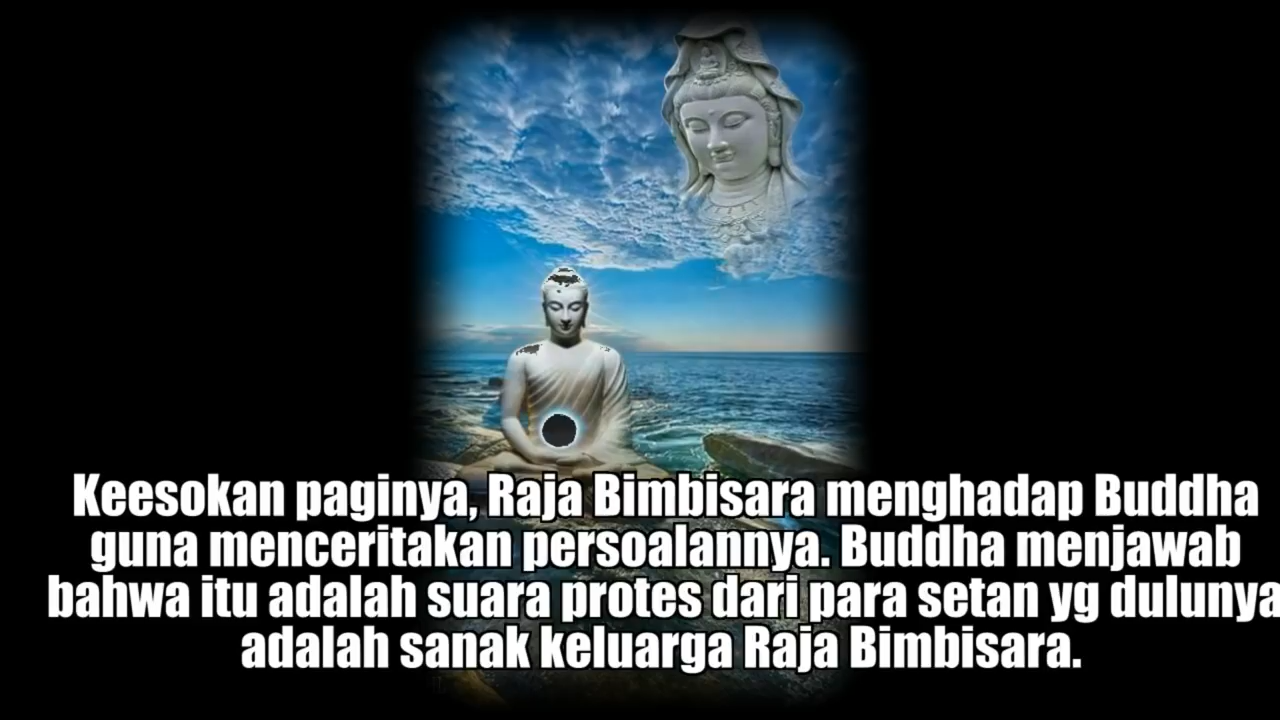 Keesokan paginya, Raja Bimbisara menghadap Buddha
guna menceritakan persoalannya. Buddha menjawab
bahwa itu adalah suara protes dari para setan yg dulunya
adalah sanak keluarga Raja Bimbisara.